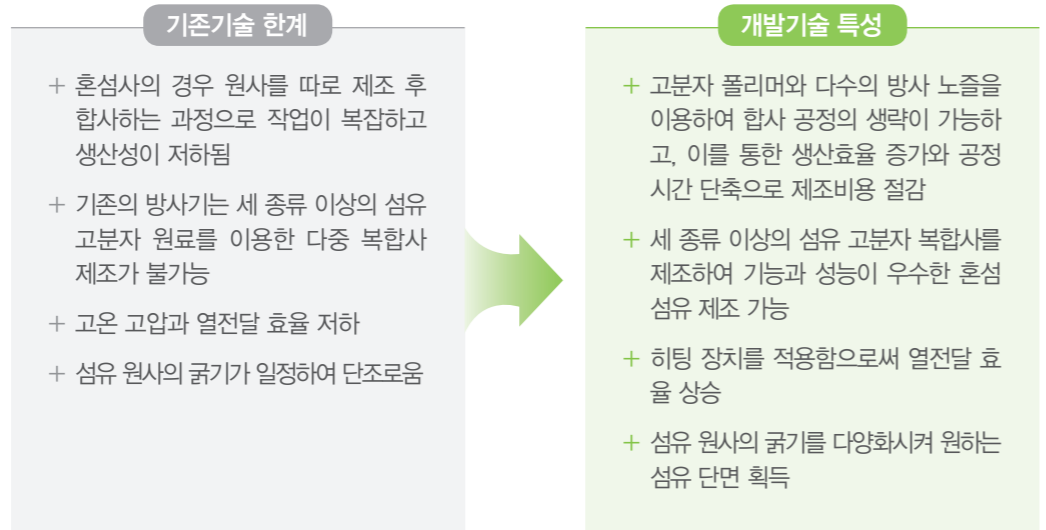 기존기술 한계
+ 혼섬사의 경우 원사를 따로 제조 후
합사하는 과정으로 작업이 복잡하고
생산성이 저하됨
+ 기존의 방사기는 세 종류 이상의 섬유
고분자 원료를 이용한 다중 복합사
제조가 불가능
+ 고온 고압과 열전달 효율 저하
+ 섬유 원사의 굵기가 일정하여 단조로움
개발기술 특성
+ 고분자 폴리머와 다수의 방사 노즐을
이용하여 합사 공정의 생략이 가능하
고, 이를 통한 생산효율 증가와 공정
시간 단축으로 제조비용 절감
+ 세 종류 이상의 섬유 고분자 복합사를
제조하여 기능과 성능이 우수한 혼섬
섬유 제조 가능
+ 히팅 장치를 적용함으로써 열전달 효
율 상승
+ 섬유 원사의 굵기를 다양화시켜 원하는
섬유 단면 획득